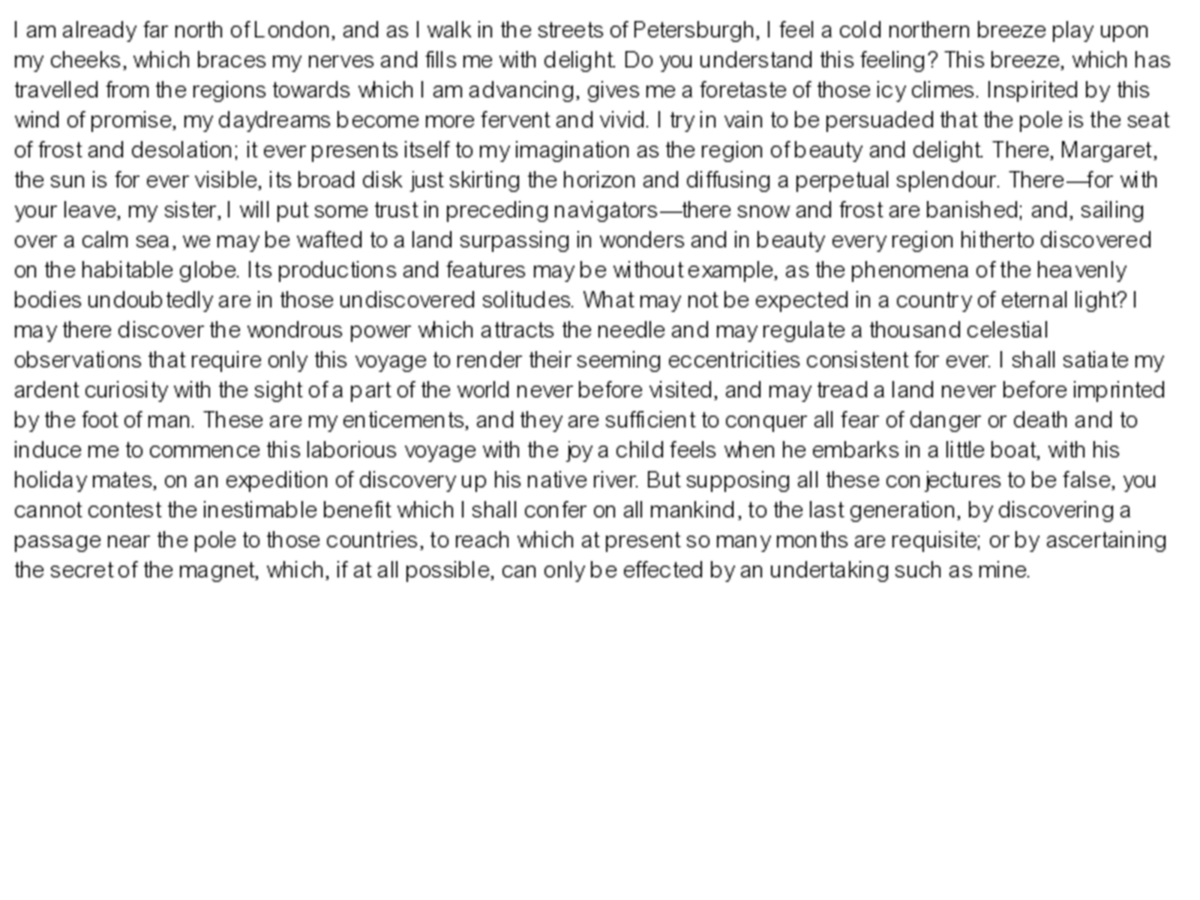 I am already far north of London, and as I walk in the streets of Petersburgh, I feel a cold northern breeze play upon
my cheeks, which braces my nerves and fills me with delight. Do you understand this feeling? This breeze, which has
travelled from the regions towards which I am advancing, gives me a foretaste of those icy climes. Inspirited by this
wind of promise, my daydreams become more fervent and vivid. I try in vain to be persuaded that the pole is the seat
of frost and desolation; it ever presents itself to my imagination as the region of beauty and delight. There, Margaret,
the sun is for ever visible, its broad disk just skirting the horizon and diffusing a perpetual splendour. There—for with
your leave, my sister, I will put some trust in preceding navigators—there snow and frost are banished; and, sailing
over a calm sea, we may be wafted to a land surpassing in wonders and in beauty every region hitherto discovered
on the habitable globe. Its productions and features may be without example, as the phenomena of the heavenly
bodies undoubtedly are in those undiscovered solitudes. What may not be expected in a country of eternal light? I
may there discover the wondrous power which attracts the needle and may regulate a thousand celestial
observations that require only this voyage to render their seeming eccentricities consistent for ever. I shall satiate my
ardent curiosity with the sight of a part of the world never before visited, and may tread a land never before imprinted
by the foot of man. These are my enticements, and they are sufficient to conquer all fear of danger or death and to
induce me to commence this laborious voyage with the joy a child feels when he embarks in a little boat, with his
holiday mates, on an expedition of discovery up his native river. But supposing all these conjectures to be false, you
cannot contest the inestimable benefit which I shall confer on all mankind, to the last generation, by discovering a
passage near the pole to those countries, to reach which at present so many months are requisite; or by ascertaining
the secret of the magnet, which, if at all possible, can only be effected by an undertaking such as mine.